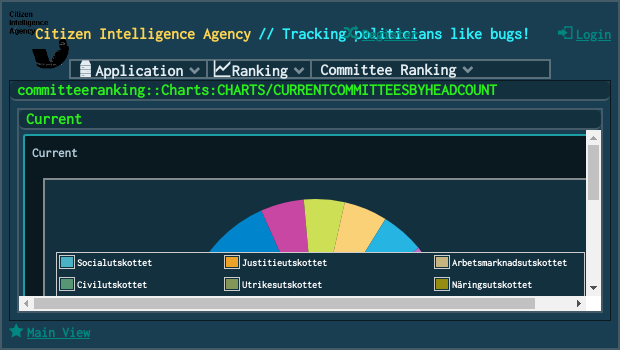 Citizen
Intelligence
Agency
Citizen Intelligence Agency // Tracking politicians like bugs!
Register
Login
Application
Ranking
Committee Ranking
committeeranking::Charts:CHARTS/CURRENTCOMMITTEESBYHEADCOUNT
Current
Current
Socialutskottet
Justitieutskottet
Arbetsmarknadsutskottet
Civilutskottet
Utrikesutskottet
Näringsutskottet
Main View